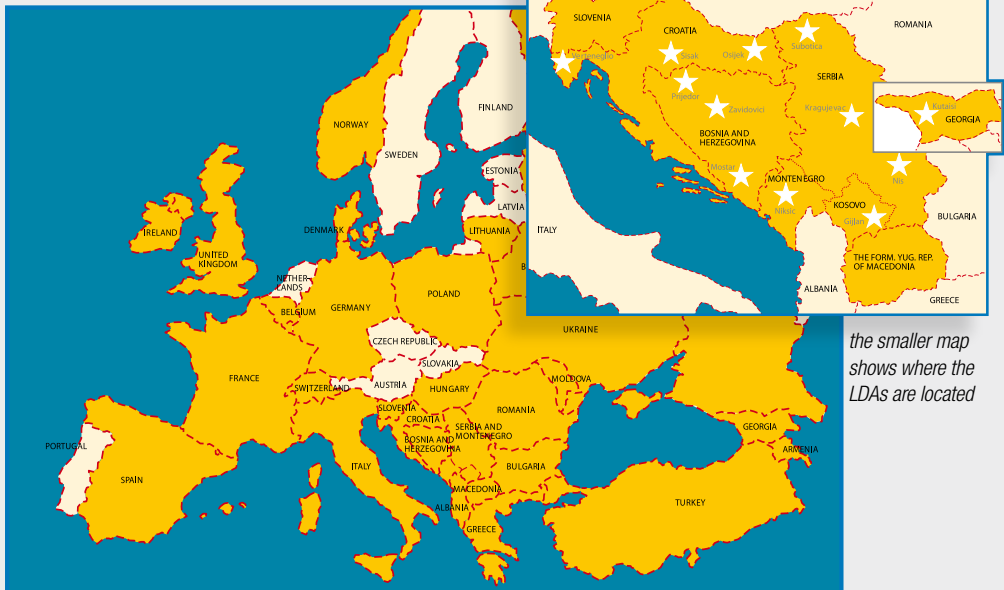 NORWAY
SWEDEN
FINLAND
ESTONIA
LATVIA
LITHUANIA
DENMARK
IRELAND
UNITED
KINGDOM
NETHER-
LANDS
BELGIUM
GERMANY
POLAND
B
CZECH REPUBLIC
SLOVAKIA
UKRAINE
FRANCE
SWITZERLAND
AUSTRIA
HUNGARY
MOLDOVA
SLOVENIA
CROATIA
ROMANIA
BOSNIA AND
HERZEGOVINA
SERBIA AND
MONTENEGRO
GEORGIA
ARMENIA
PORTUGAL
SPAIN
ITALY
BULGARIA
MACEDONIA
ALBANIA
GREECE
TURKEY
SLOVENIA
CROATIA
ROMANIA
Verteneglio
Sisak
Osijek
Subotica
SERBIA
Prijedor
Zavidovici
Kragujevac
Kutaisi
GEORGIA
BOSNIA AND
HERZEGOVINA
Mostar
MONTENEGRO
Niksic
Nis
KOSOVO
Gjilan
BULGARIA
ITALY
THE FORM. YUG. REP.
OF MACEDONIA
ALBANIA
GREECE
the smaller map
shows where the
LDAs are located